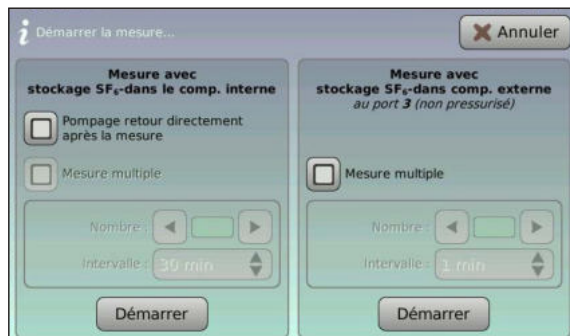 i Démarrer la mesure...
Annuler
Mesure avec
stockage SF₆-dans le comp. interne
Pompage retour directement
après la mesure
Mesure multiple
Nombre :
Intervalle : 30 min
Démarrer
Mesure avec
stockage SF₆-dans comp. externe
au port 3 (non pressurisé)
Mesure multiple
Nombre :
Intervalle : 1 min
Démarrer